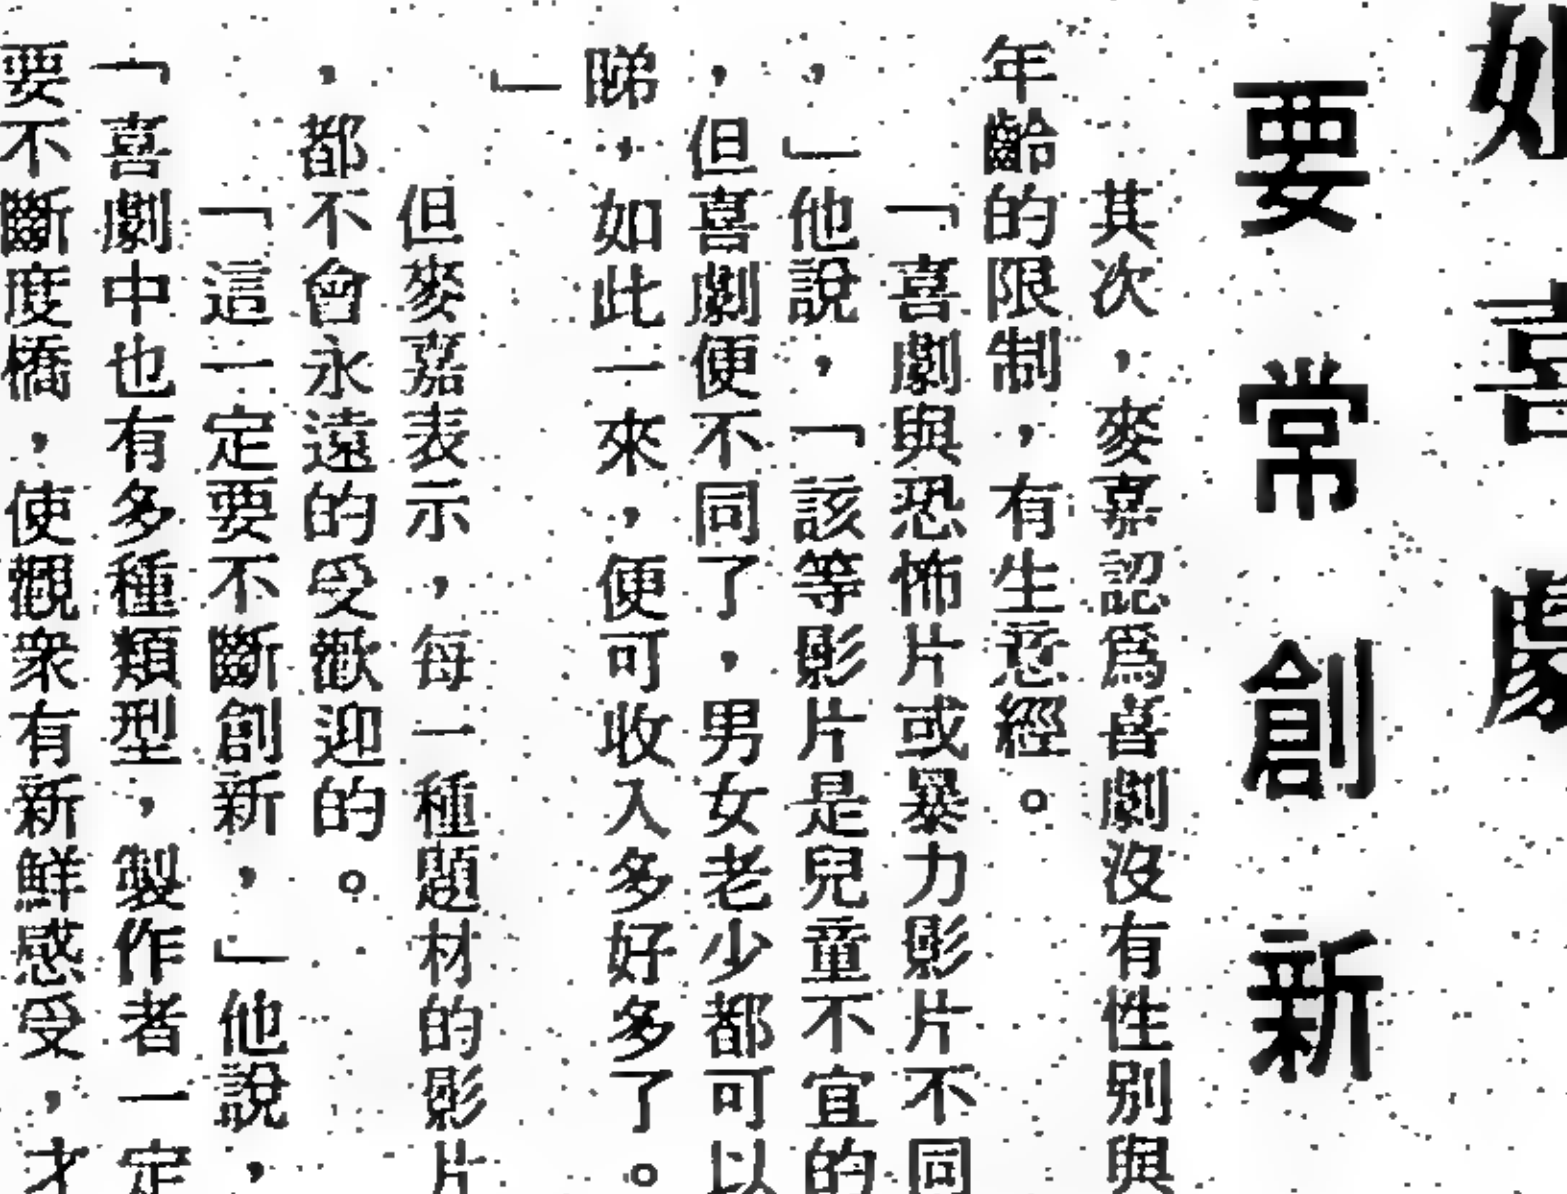 喜劇
要常創新
其次，麥嘉認爲喜劇沒有性别與
年齡的限制，有生意經。
「喜劇與恐怖片或暴力影片不同
，」他說，「該等影片是兒童不宜的
，但喜劇便不同了，男女老少都可以
睇，如此一來，便可收入多好多了。
」
但麥嘉表示，每一種題材的影片
，都不會永遠的受歡迎的。
「這一定要不斷創新，」他說，
「喜劇中也有多種類型，製作者一定
要不斷度橋，使觀衆有新鮮感受，才